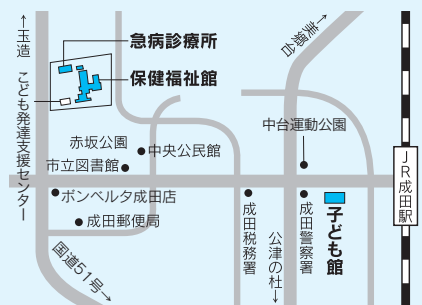 ←玉造
こども発達支援センター
急病診療所
保健福祉館
→美郷台
赤坂公園
中央公民館
市立図書館
中台運動公園
JR成田駅
ボンベルタ成田店
成田郵便局
国道51号→
成田税務署
公津の杜→
成田警察署
子ども館